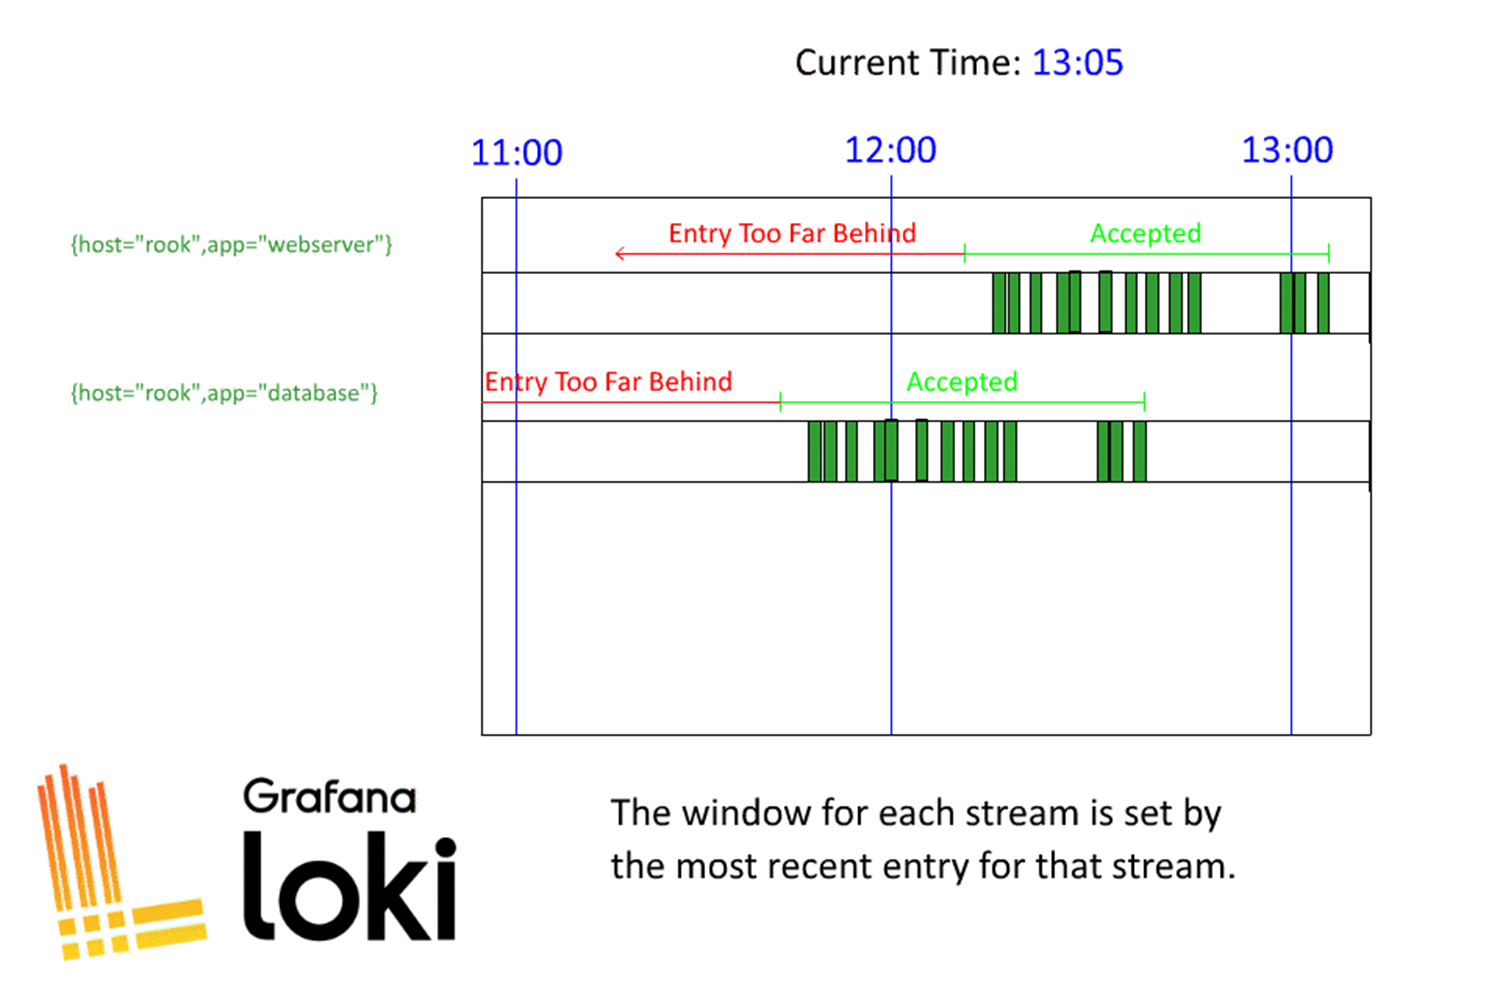 Current Time: 13:05
11:00 12:00 13:00
{host="rook",app="webserver"}
Entry Too Far Behind Accepted
{host="rook",app="database"}
Entry Too Far Behind Accepted
Grafana
loki
The window for each stream is set by
the most recent entry for that stream.